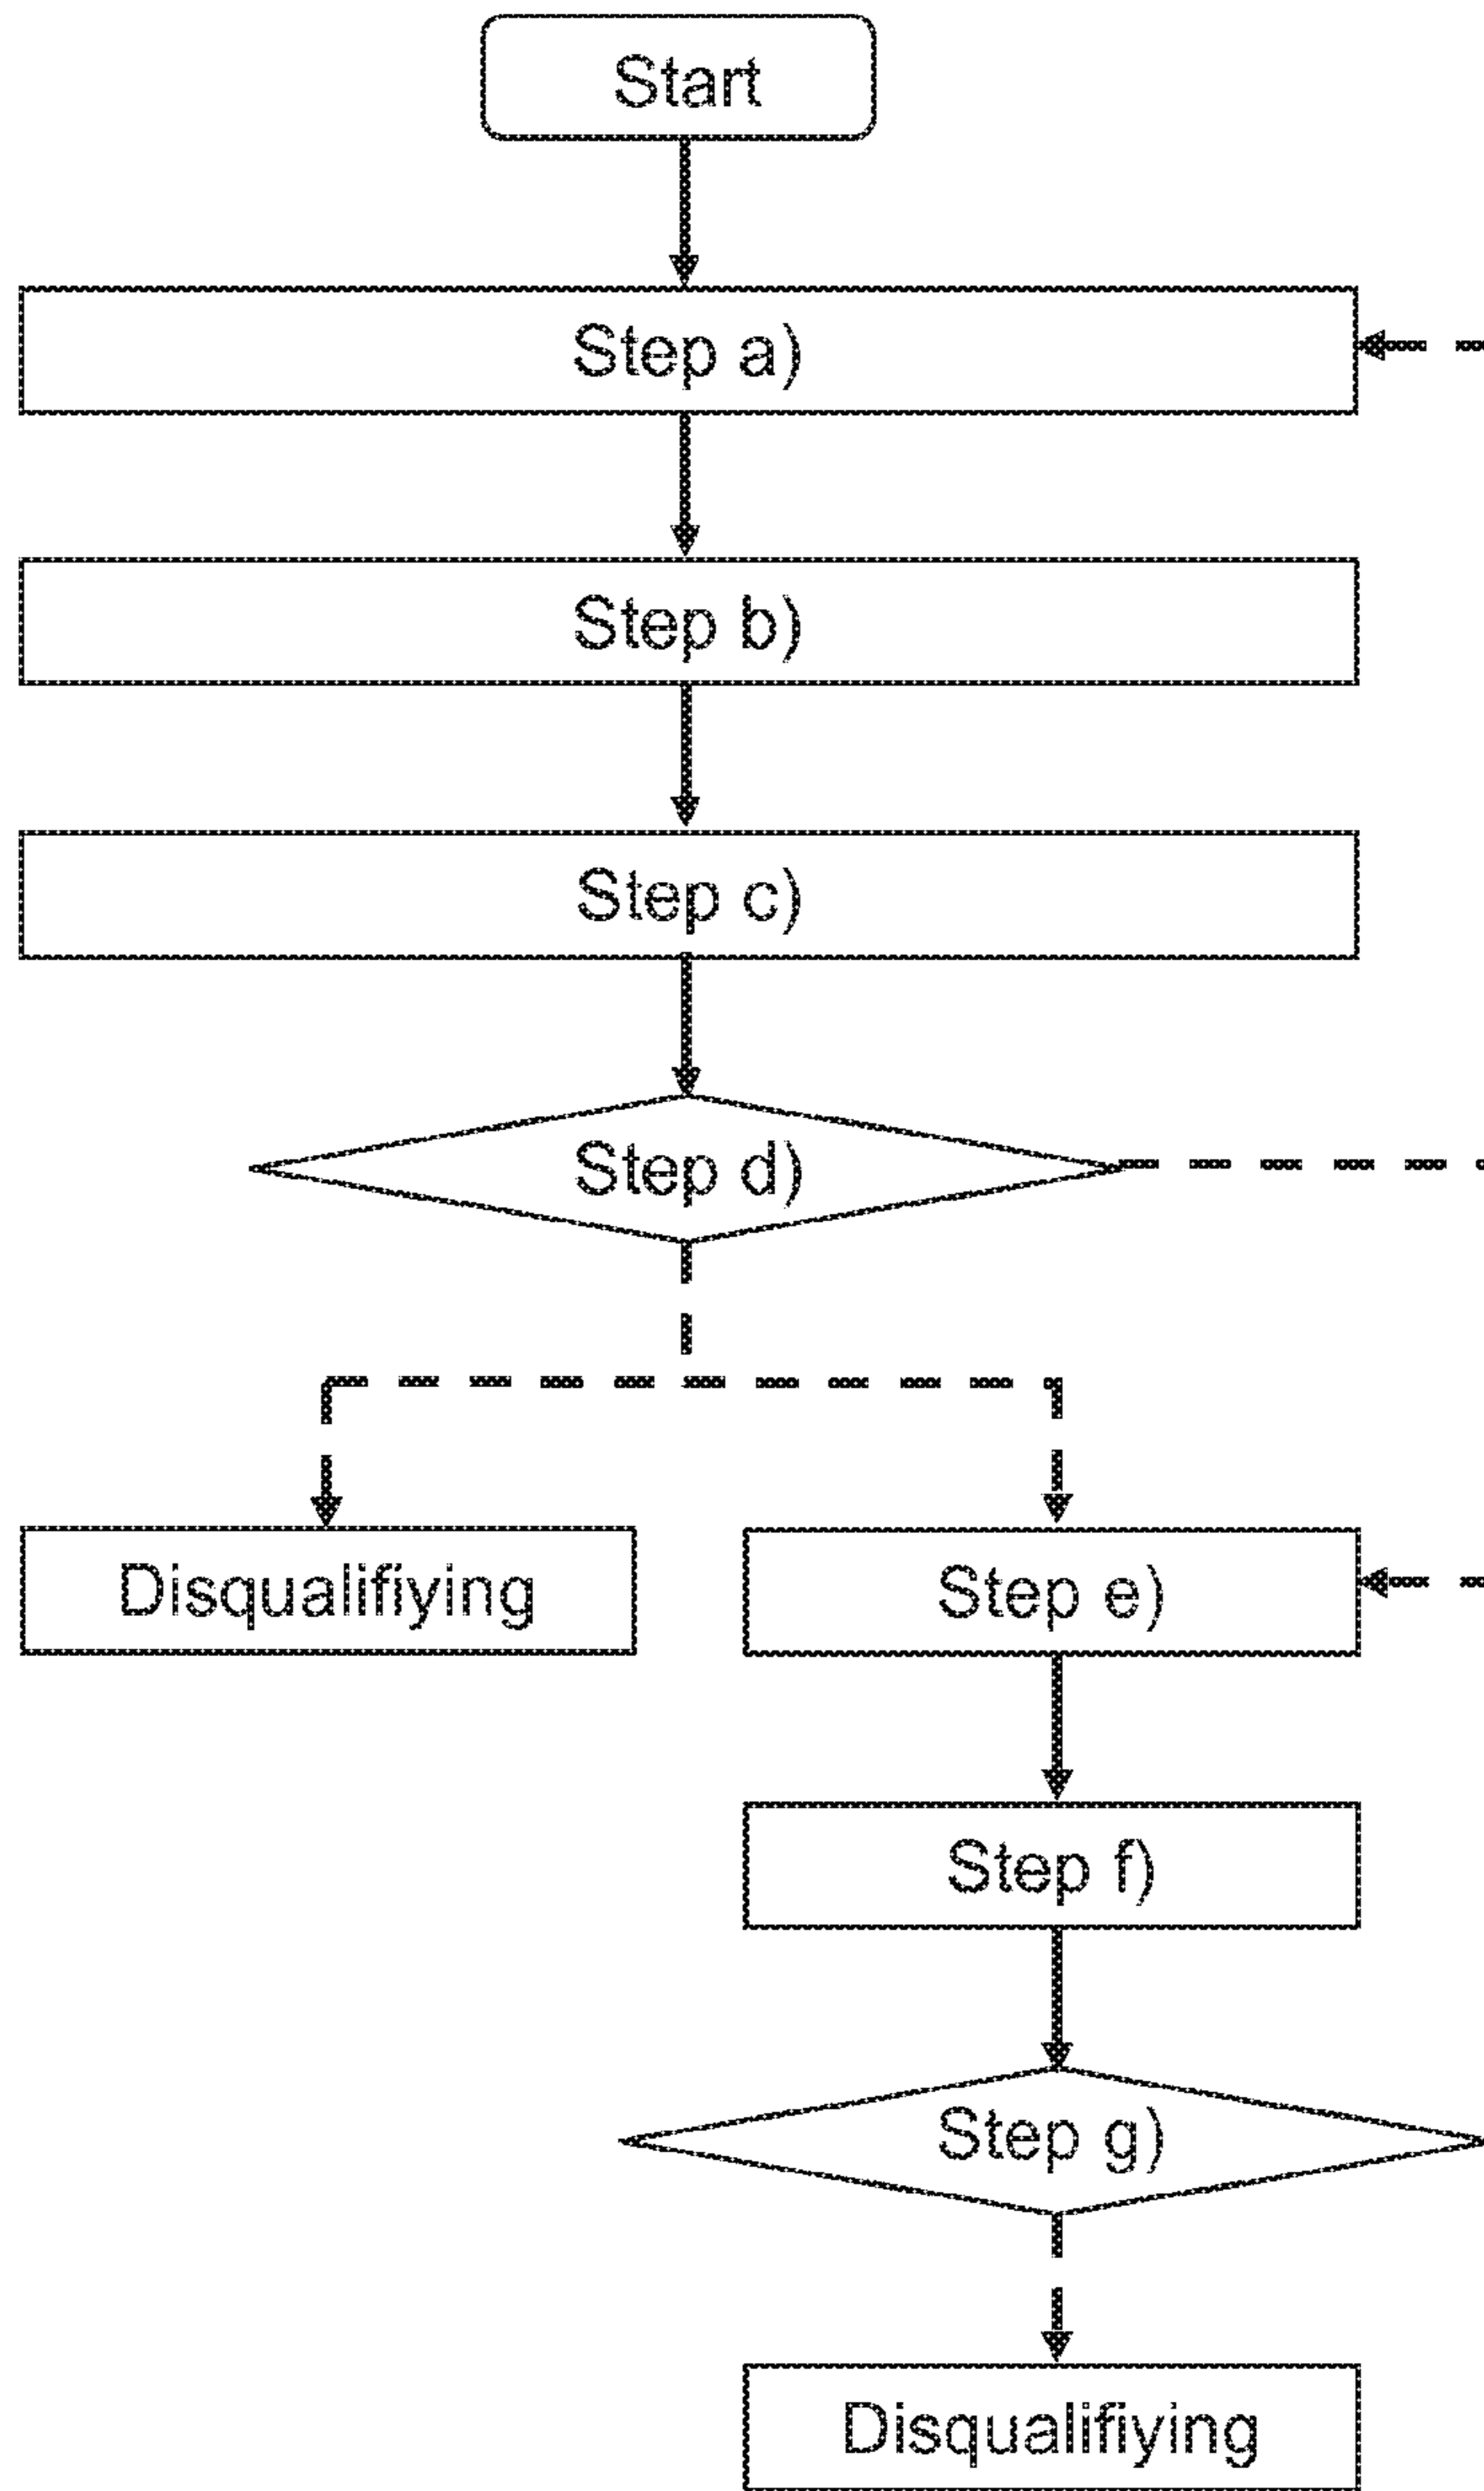 Start
Step a)
Step b)
Step c)
Step d)
Disqualifiying
Step e)
Step f)
Step g)
Disqualifiying